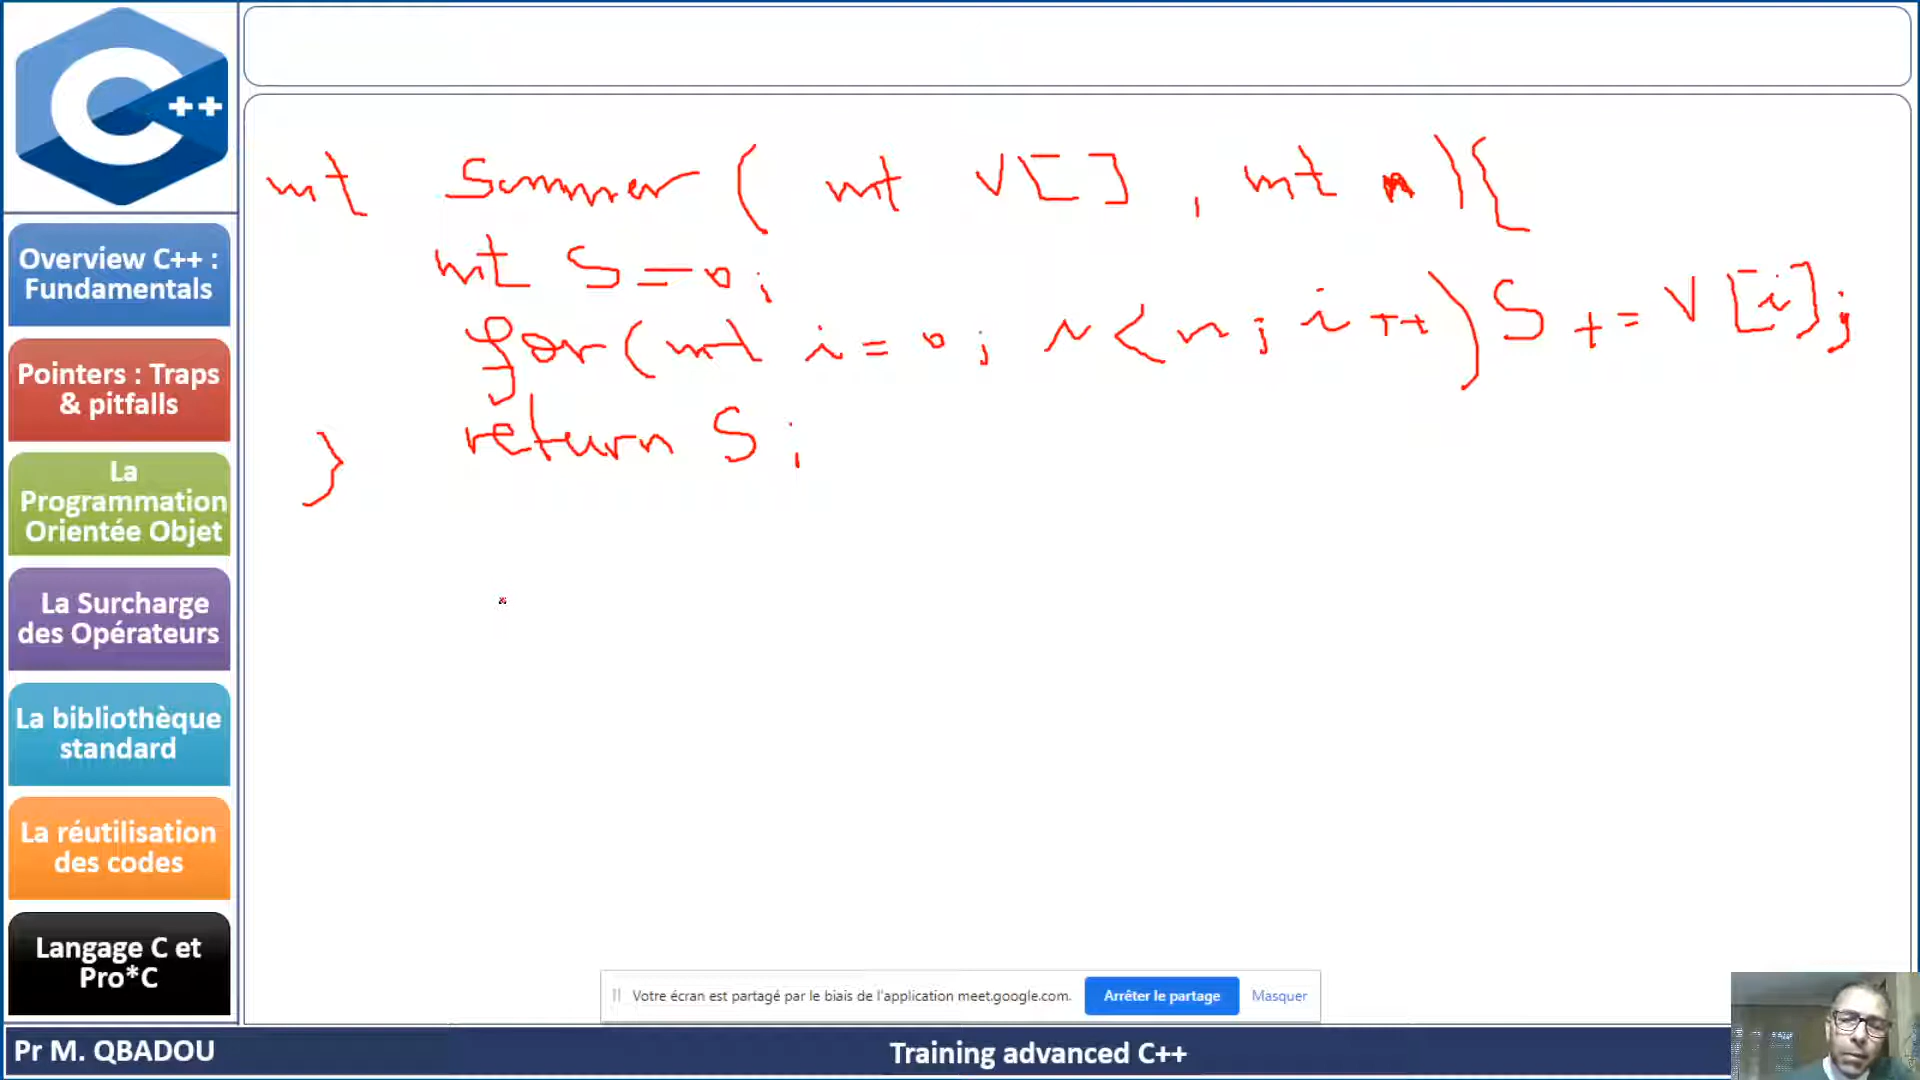 C++
int Sommer ( int V[] , int n ){
int S=0;
for(int i=0; i<n; i++) S += V[i];
return S;
}
Overview C++ :
Fundamentals
Pointers : Traps
& pitfalls
La
Programmation
Orientée Objet
La Surcharge
des Opérateurs
La bibliothèque
standard
La réutilisation
des codes
Langage C et
Pro*C
Votre écran est partagé par le biais de l'application meet.google.com.
Arrêter le partage
Masquer
Pr M. QBADOU
Training advanced C++